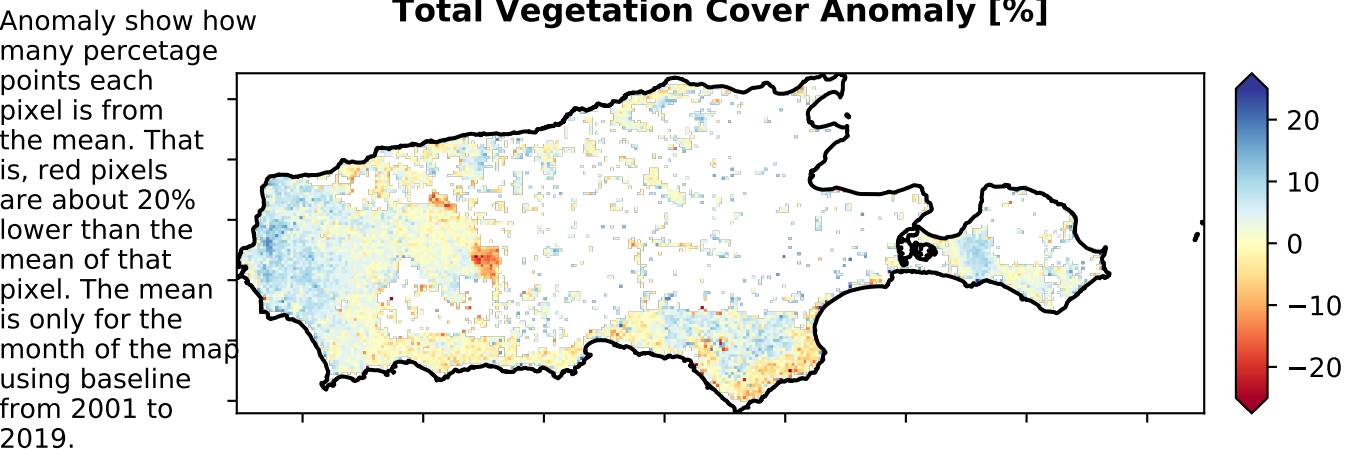 Total Vegetation Cover Anomaly [%]
Anomaly show how
many percetage
points each
pixel is from
the mean. That
is, red pixels
are about 20%
lower than the
mean of that
pixel. The mean
is only for the
month of the map
using baseline
from 2001 to
2019.
20
10
0
−10
−20